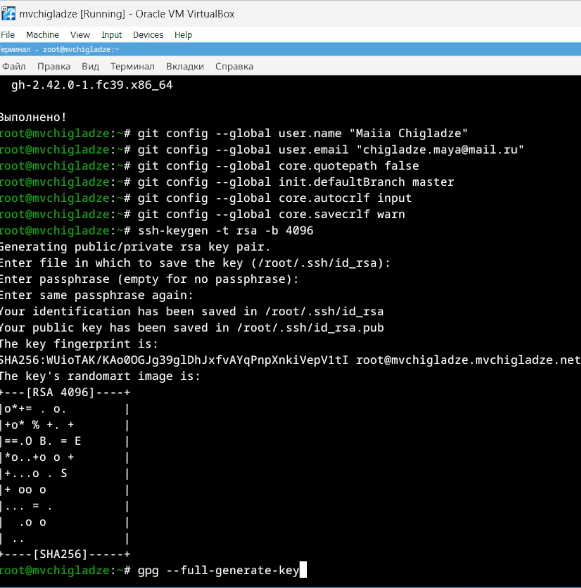 mvchigladze [Running] - Oracle VM VirtualBox
File Machine View Input Devices Help
Терминал - root@mvchigladze:~
Файл Правка Вид Терминал Вкладки Справка
gh-2.42.0-1.fc39.x86_64
Выполнено!
root@mvchigladze:~# git config --global user.name "Maiia Chigladze"
root@mvchigladze:~# git config --global user.email "chigladze.maya@mail.ru"
root@mvchigladze:~# git config --global core.quotepath false
root@mvchigladze:~# git config --global init.defaultBranch master
root@mvchigladze:~# git config --global core.autocrlf input
root@mvchigladze:~# git config --global core.savecrlf warn
root@mvchigladze:~# ssh-keygen -t rsa -b 4096
Generating public/private rsa key pair.
Enter file in which to save the key (/root/.ssh/id_rsa):
Enter passphrase (empty for no passphrase):
Enter same passphrase again:
Your identification has been saved in /root/.ssh/id_rsa
Your public key has been saved in /root/.ssh/id_rsa.pub
The key fingerprint is:
SHA256:WUioTAK/KAo0OGJg39glDhJxfvAYqPnpXnkiVepV1tI root@mvchigladze.mvchigladze.net
The key's randomart image is:
+---[RSA 4096]----+
|o*+= . o.        |
|+o* % +. +       |
|==.O B. = E      |
|*o..+o o +       |
|+...o . S        |
|+ oo o           |
|... = .          |
|  .o o           |
| ..              |
+----[SHA256]-----+
root@mvchigladze:~# gpg --full-generate-key